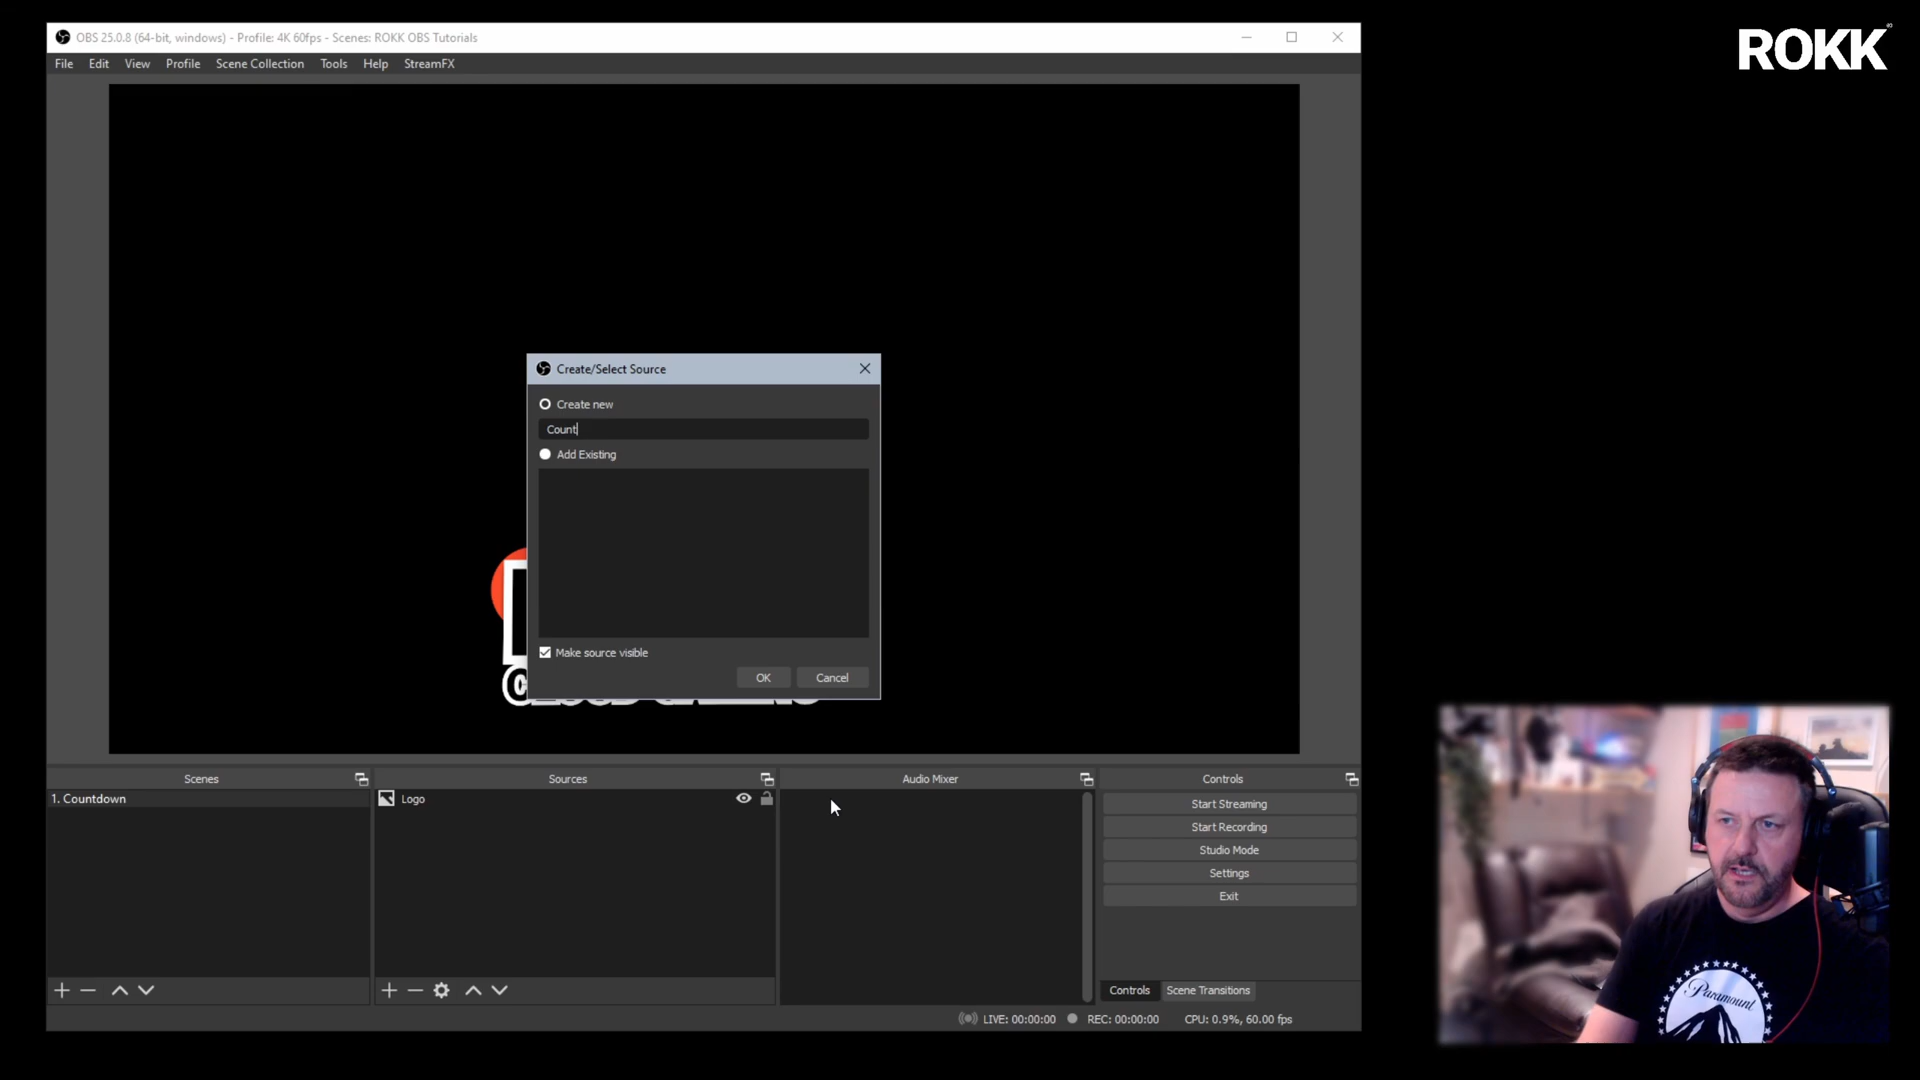 ROKK
OBS 25.0.8 (64-bit, windows) - Profile: 4K 60fps - Scenes: ROKK OBS Tutorials
File Edit View Profile Scene Collection Tools Help StreamFX
Create/Select Source
Create new
Count
Add Existing
Make source visible
OK Cancel
Scenes Sources Audio Mixer Controls
1. Countdown
Logo
Start Streaming
Start Recording
Studio Mode
Settings
Exit
Controls Scene Transitions
LIVE: 00:00:00 REC: 00:00:00 CPU: 0.9%, 60.00 fps
Paramount